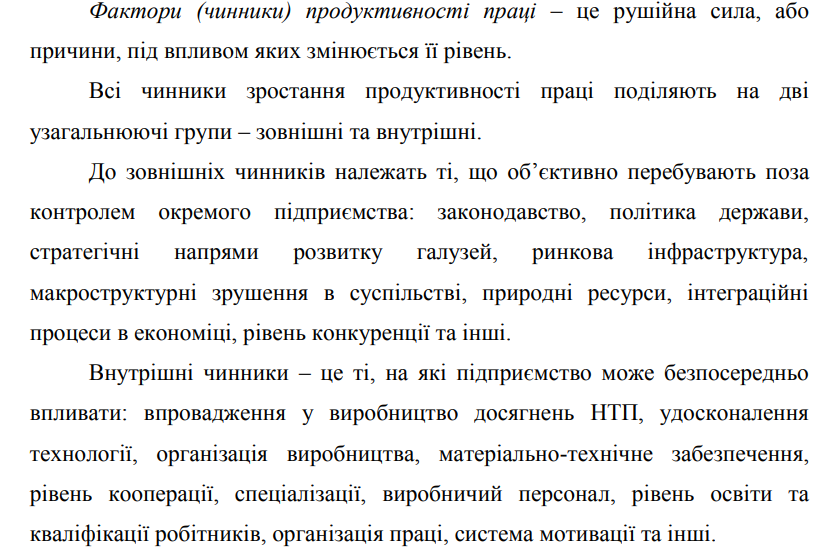 Фактори (чинники) продуктивності праці – це рушійна сила, або
причини, під впливом яких змінюється її рівень.
Всі чинники зростання продуктивності праці поділяють на дві
узагальнюючі групи – зовнішні та внутрішні.
До зовнішніх чинників належать ті, що об’єктивно перебувають поза
контролем окремого підприємства: законодавство, політика держави,
стратегічні напрями розвитку галузей, ринкова інфраструктура,
макроструктурні зрушення в суспільстві, природні ресурси, інтеграційні
процеси в економіці, рівень конкуренції та інші.
Внутрішні чинники – це ті, на які підприємство може безпосередньо
впливати: впровадження у виробництво досягнень НТП, удосконалення
технології, організація виробництва, матеріально-технічне забезпечення,
рівень кооперації, спеціалізації, виробничий персонал, рівень освіти та
кваліфікації робітників, організація праці, система мотивації та інші.